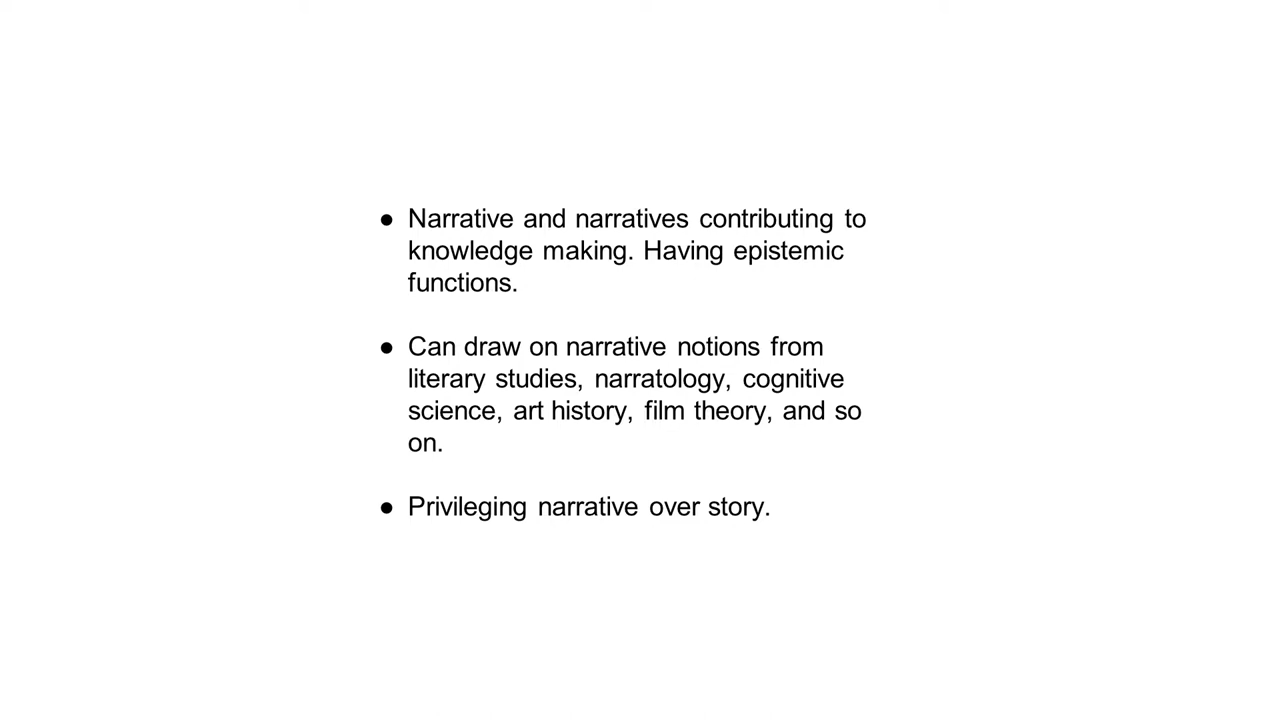 ● Narrative and narratives contributing to
knowledge making. Having epistemic
functions.
● Can draw on narrative notions from
literary studies, narratology, cognitive
science, art history, film theory, and so
on.
● Privileging narrative over story.